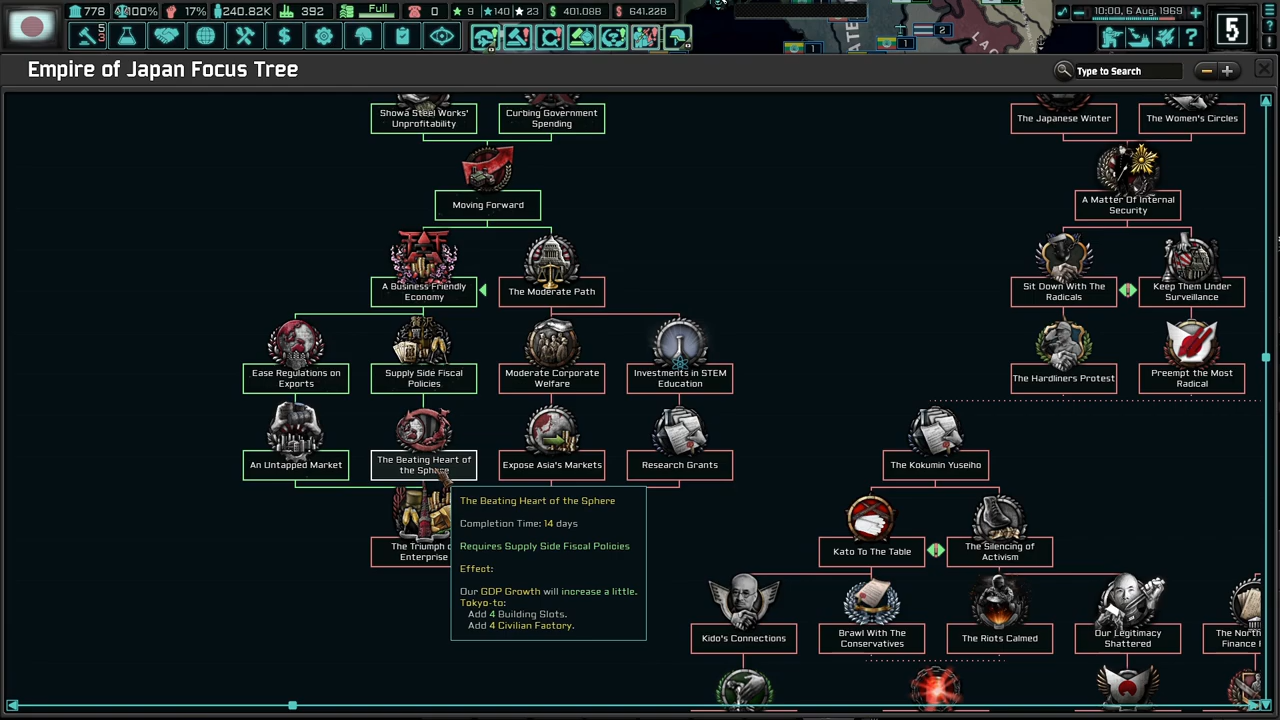 778 100% 17% 240.82K 392 Full 0 9 140 23 $ 401.08B $ 641.22B 10:00, 6 Aug, 1969 5
Empire of Japan Focus Tree
Type to Search
Showa Steel Works'
Unprofitability
Curbing Government
Spending
The Japanese Winter
The Women's Circles
Moving Forward
A Matter Of Internal
Security
A Business Friendly
Economy
The Moderate Path
Sit Down With The
Radicals
Keep Them Under
Surveillance
Ease Regulations on
Exports
Supply Side Fiscal
Policies
Moderate Corporate
Welfare
Investments in STEM
Education
The Hardliners Protest
Preempt the Most
Radical
An Untapped Market
The Beating Heart of
the Sphere
Expose Asia's Markets
Research Grants
The Kokumin Yuseiho
The Triumph of
Enterprise
The Beating Heart of the Sphere
Completion Time: 14 days
Requires Supply Side Fiscal Policies
Effect:
Our GDP Growth will increase a little.
Tokyo-to:
Add 4 Building Slots.
Add 4 Civilian Factory.
Kato To The Table
The Silencing of
Activism
Kido's Connections
Brawl With The
Conservatives
The Riots Calmed
Our Legitimacy
Shattered
The North
Finance